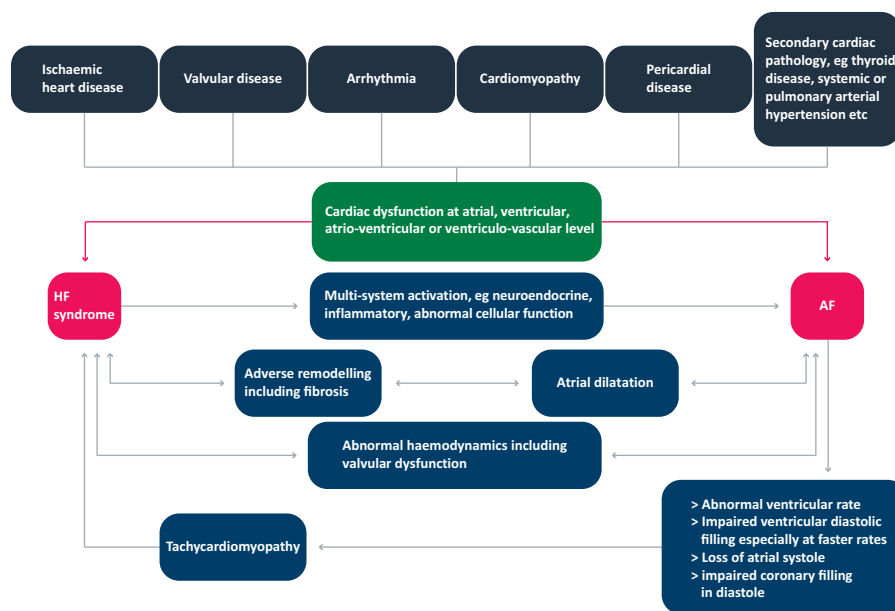 Ischaemic
heart disease
Valvular disease
Arrhythmia
Cardiomyopathy
Pericardial
disease
Secondary cardiac
pathology, eg thyroid
disease, systemic or
pulmonary arterial
hypertension etc
Cardiac dysfunction at atrial, ventricular,
atrio-ventricular or ventriculo-vascular level
HF
syndrome
Multi-system activation, eg neuroendocrine,
inflammatory, abnormal cellular function
AF
Adverse remodelling
including fibrosis
Atrial dilatation
Abnormal haemodynamics including
valvular dysfunction
Tachycardiomyopathy
> Abnormal ventricular rate
> Impaired ventricular diastolic
filling especially at faster rates
> Loss of atrial systole
> impaired coronary filling
in diastole